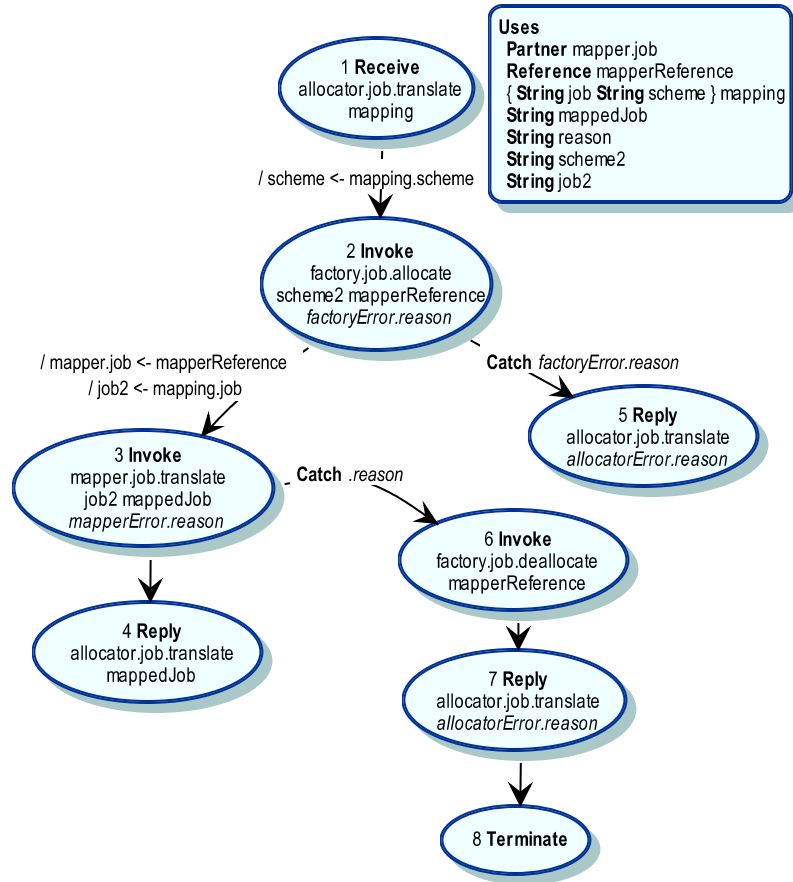 Uses
Partner mapper.job
Reference mapperReference
{ String job String scheme } mapping
String mappedJob
String reason
String scheme2
String job2
1 Receive
allocator.job.translate
mapping
/ scheme <- mapping.scheme
2 Invoke
factory.job.allocate
scheme2 mapperReference
factoryError.reason
/ mapper.job <- mapperReference
/ job2 <- mapping.job
Catch factoryError.reason
5 Reply
allocator.job.translate
allocatorError.reason
3 Invoke
mapper.job.translate
job2 mappedJob
mapperError.reason
Catch .reason
6 Invoke
factory.job.deallocate
mapperReference
4 Reply
allocator.job.translate
mappedJob
7 Reply
allocator.job.translate
allocatorError.reason
8 Terminate